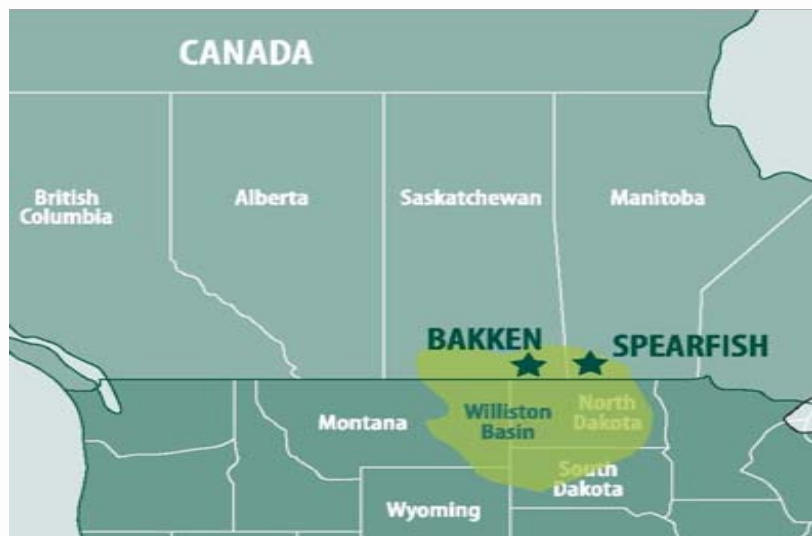 CANADA
British
Columbia
Alberta
Saskatchewan
Manitoba
BAKKEN
SPEARFISH
Montana
Williston
Basin
North
Dakota
South
Dakota
Wyoming